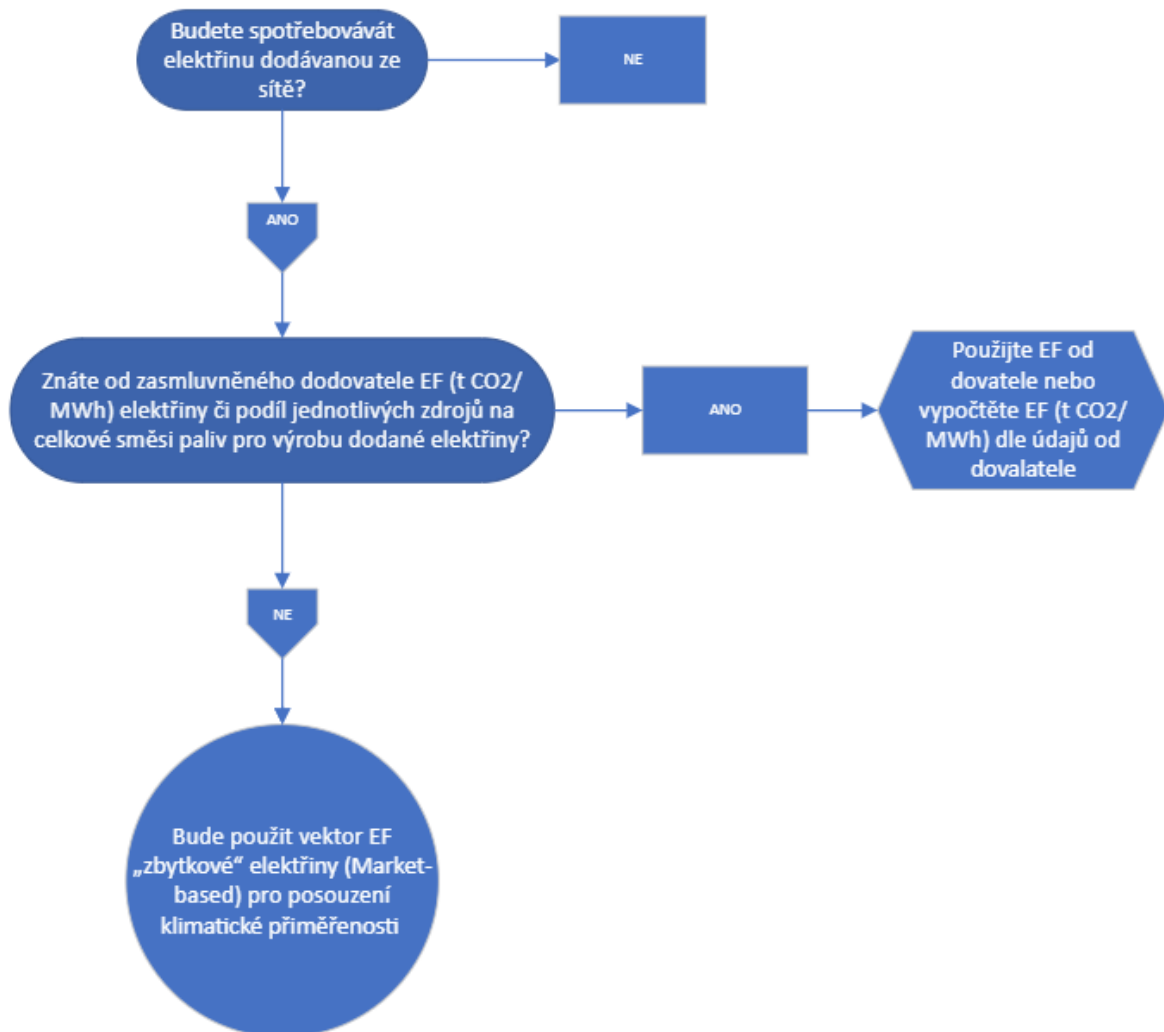 Budete spotřebovávát
elektřinu dodávanou ze
sítě?
NE
ANO
Znáte od zasmluvněného dodovatele EF (t CO2/
MWh) elektřiny či podíl jednotlivých zdrojů na
celkové směsi paliv pro výrobu dodané elektřiny?
ANO
Použijte EF od
dovatele nebo
vypočtěte EF (t CO2/
MWh) dle údajů od
dovalatele
NE
Bude použit vektor EF
„zbytkové“ elektřiny (Market-
based) pro posouzení
klimatické přiměřenosti